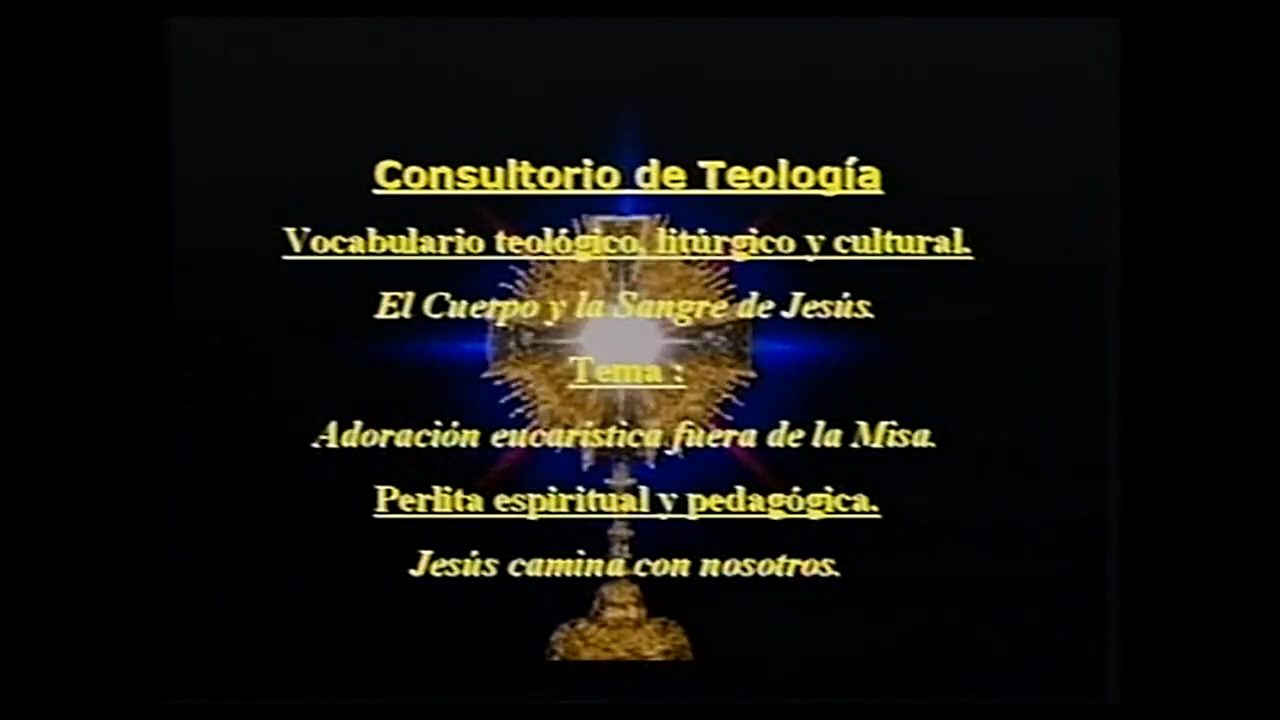 Consultorio de Teología
Vocabulario teológico, litúrgico y cultural.
El Cuerpo y la Sangre de Jesús.
Tema :
Adoración eucarística fuera de la Misa.
Perlita espiritual y pedagógica.
Jesús camina con nosotros.